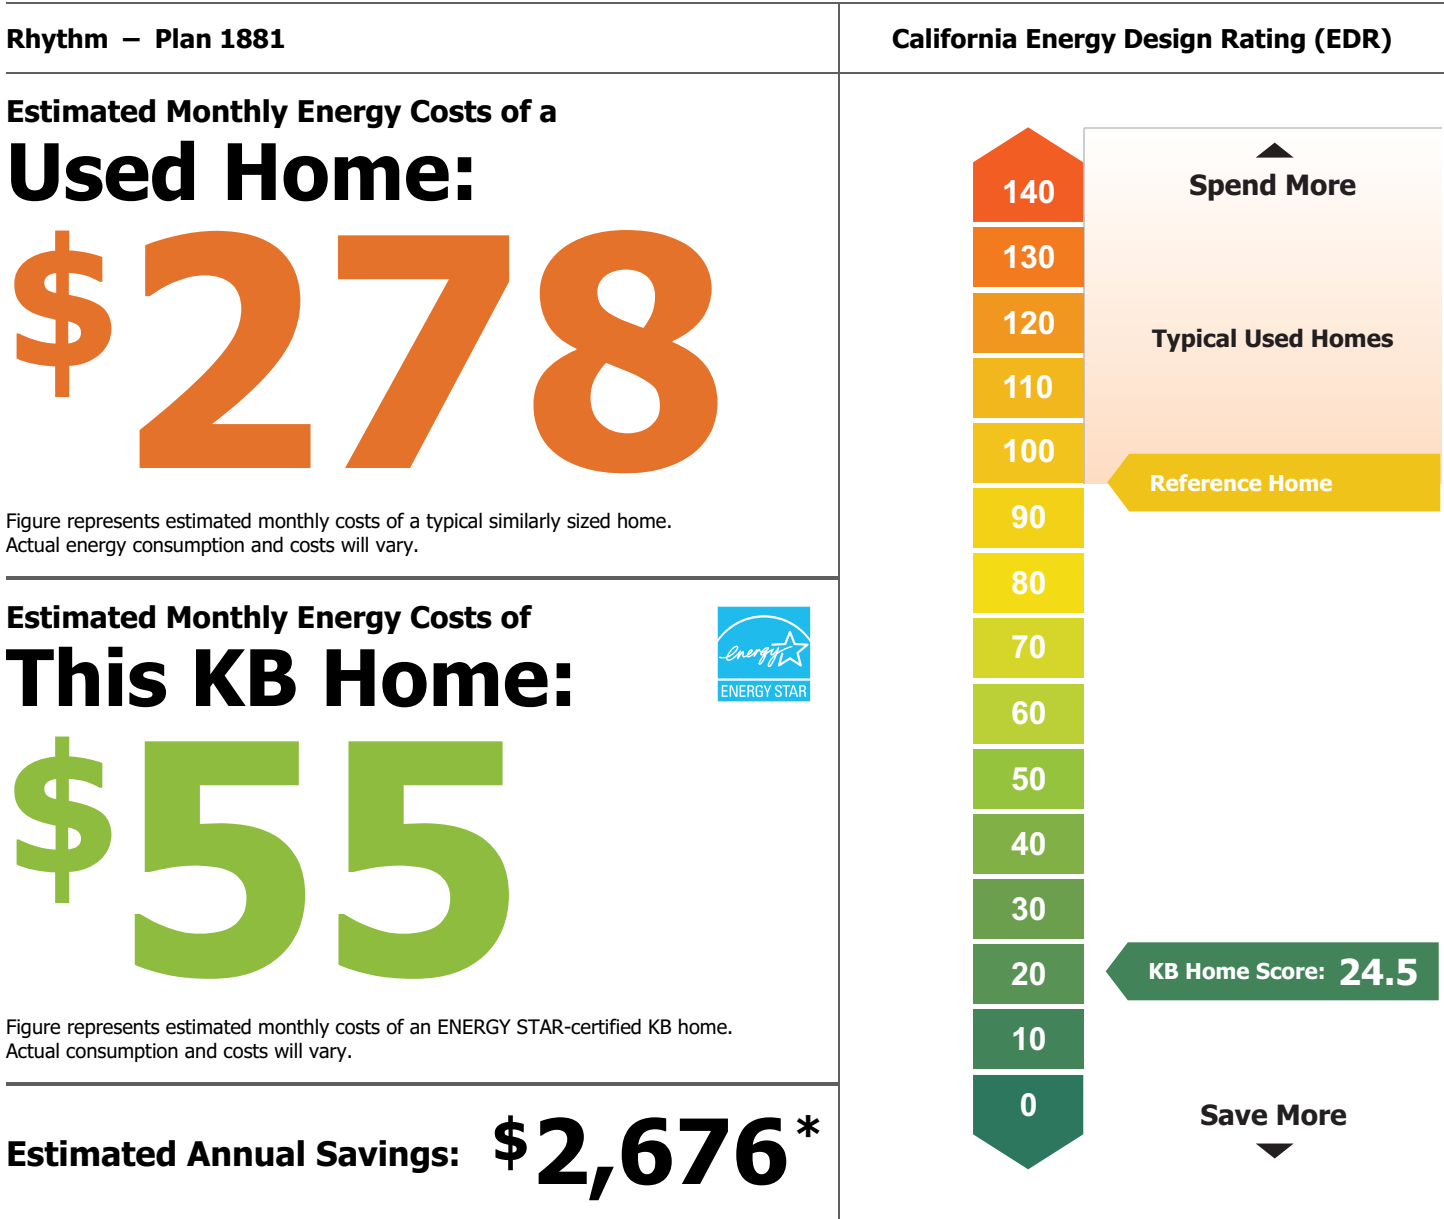 Rhythm – Plan 1881
Estimated Monthly Energy Costs of a
Used Home:
$278
Figure represents estimated monthly costs of a typical similarly sized home.
Actual energy consumption and costs will vary.
Estimated Monthly Energy Costs of
This KB Home:
energy
ENERGY STAR
$55
Figure represents estimated monthly costs of an ENERGY STAR-certified KB home.
Actual consumption and costs will vary.
Estimated Annual Savings: $2,676*
California Energy Design Rating (EDR)
140
130
120
110
100
90
80
70
60
50
40
30
20
10
0
Spend More
Typical Used Homes
Reference Home
KB Home Score: 24.5
Save More